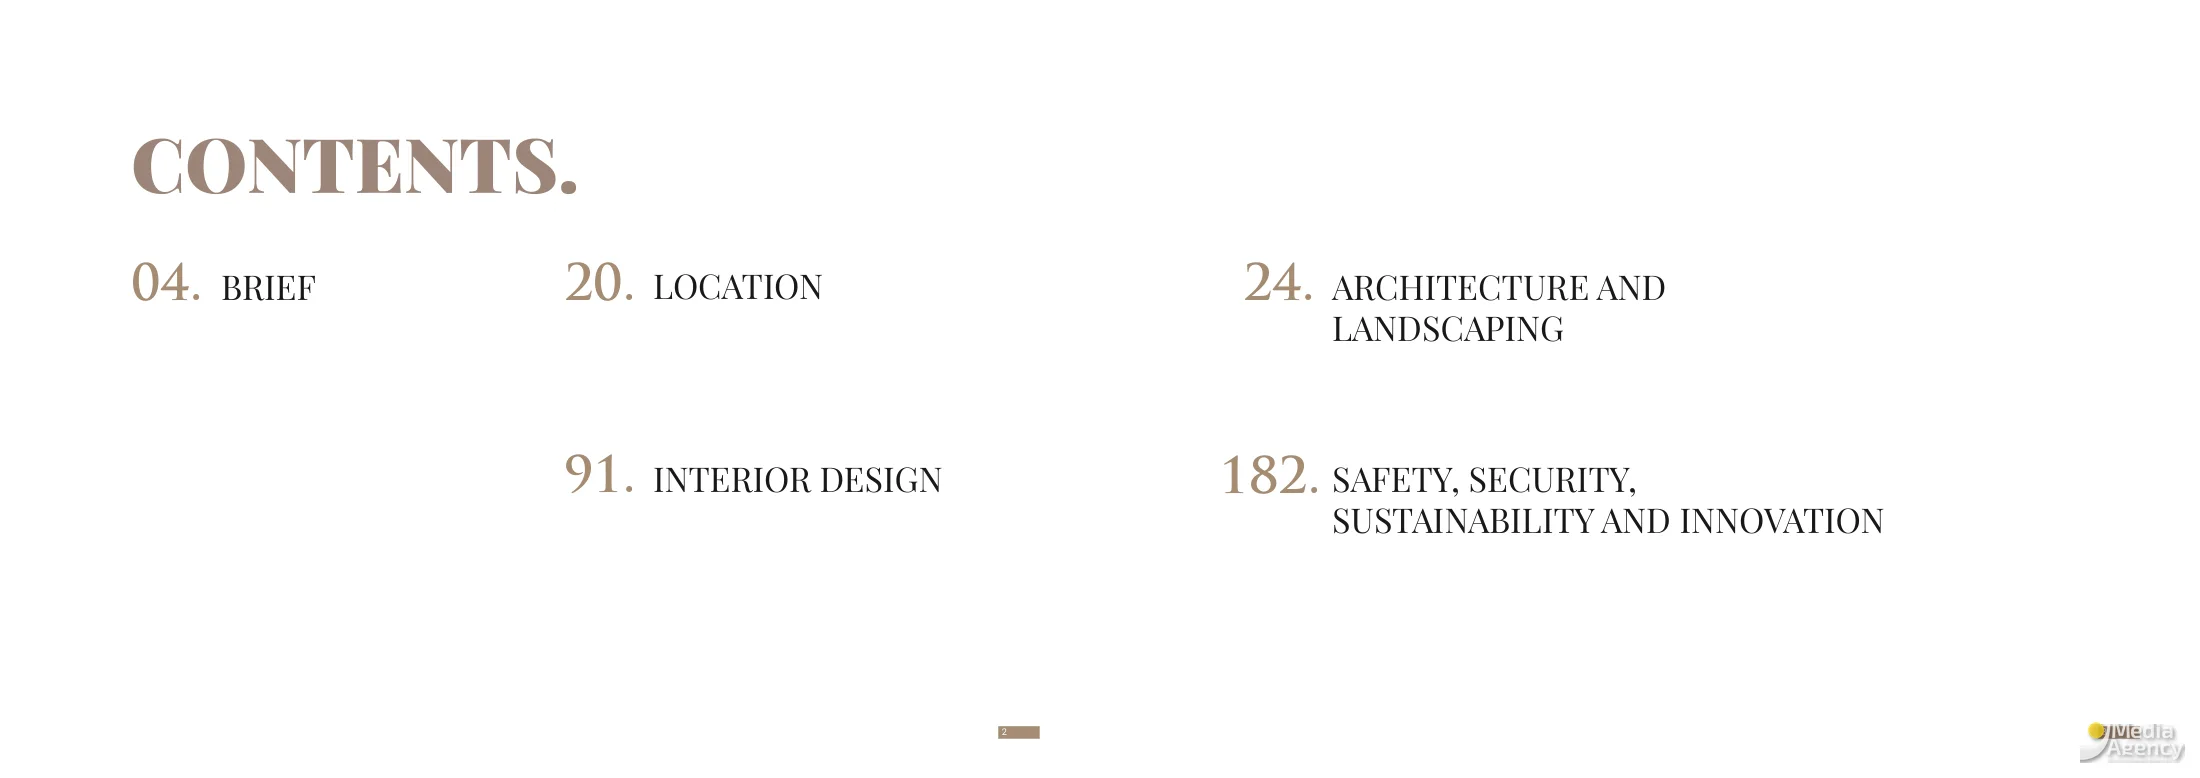 CONTENTS.
04. BRIEF
20. LOCATION
24. ARCHITECTURE AND
LANDSCAPING
91. INTERIOR DESIGN
182. SAFETY, SECURITY,
SUSTAINABILITY AND INNOVATION
2
Media
Agency